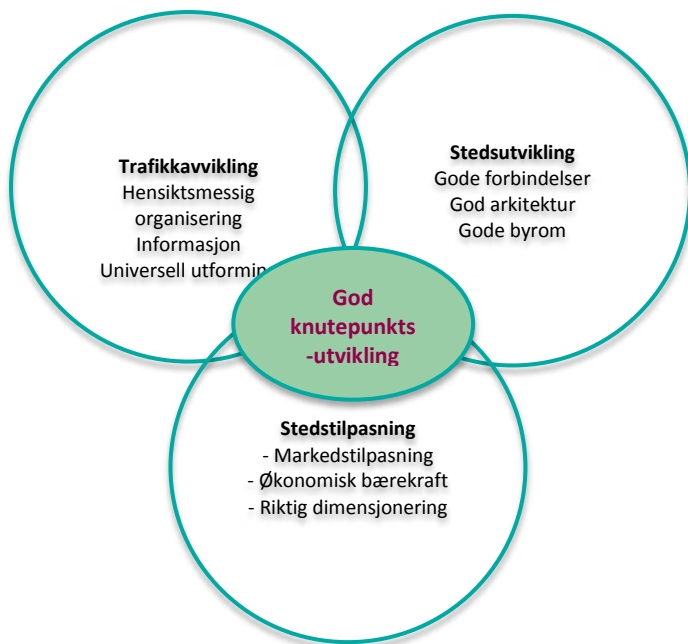 Trafikkavvikling
Hensiktsmessig
organisering
Informasjon
Universell utformin
Stedsutvikling
Gode forbindelser
God arkitektur
Gode byrom
God
knutepunkts
-utvikling
Stedstilpasning
- Markedstilpasning
- Økonomisk bærekraft
- Riktig dimensjonering